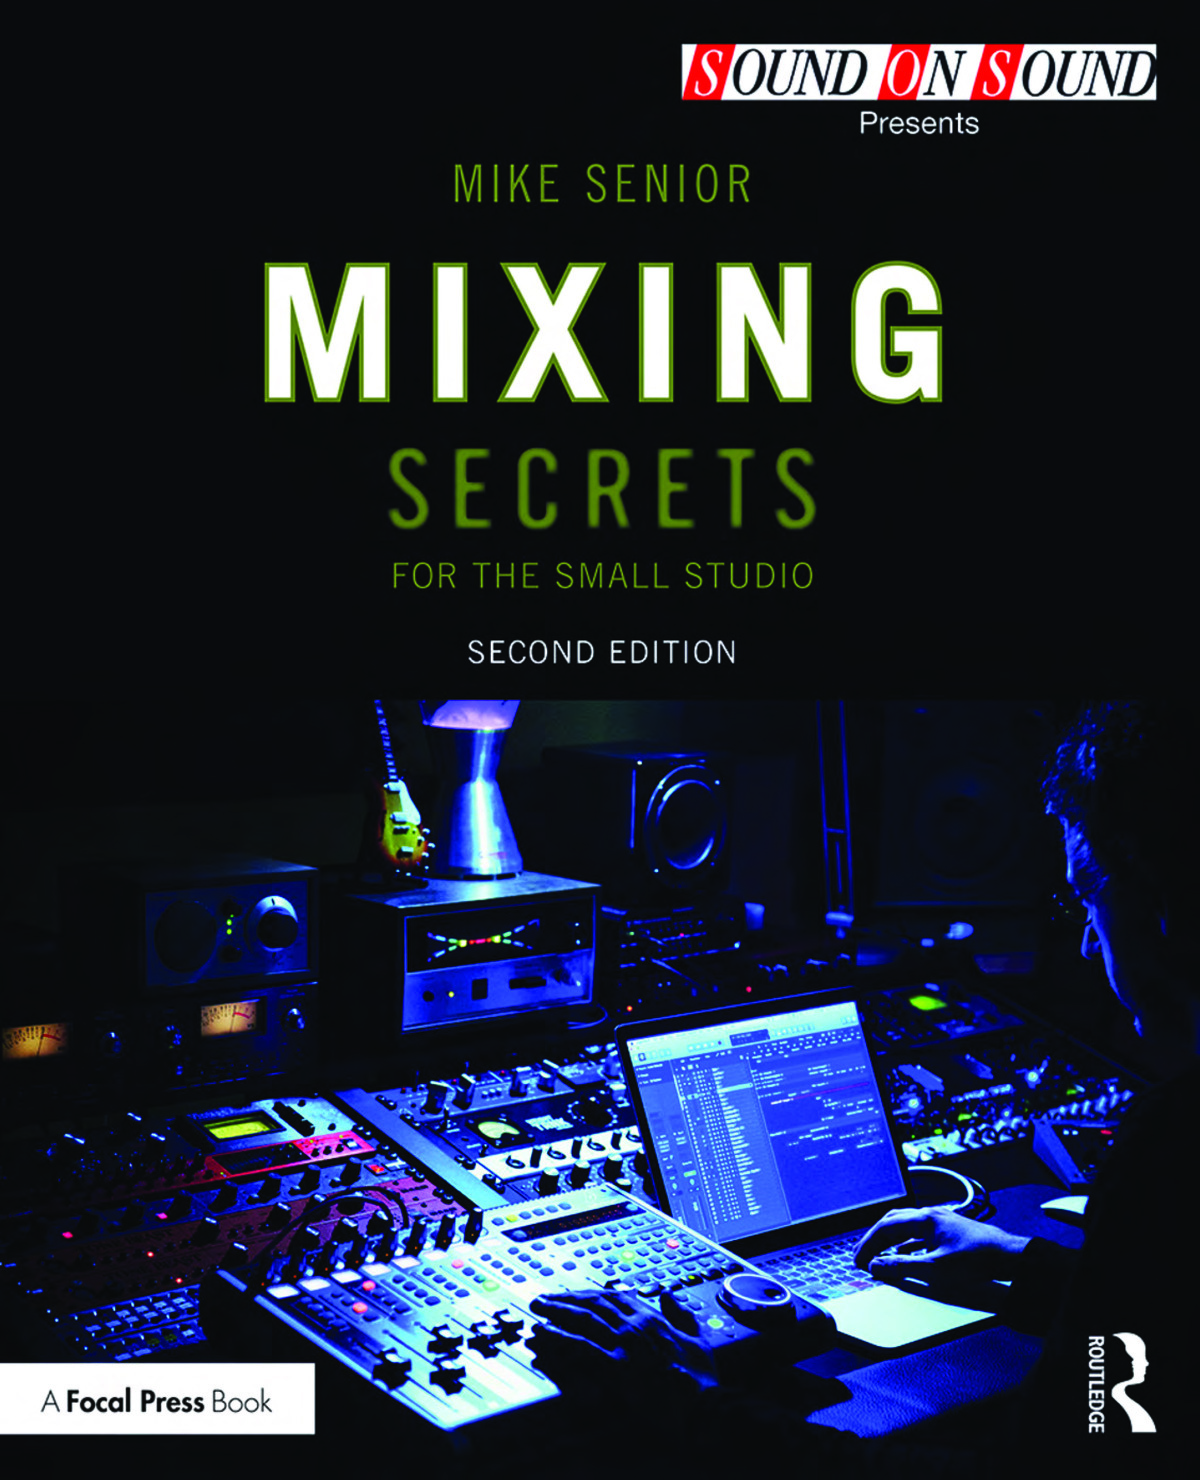 SOUND ON SOUND
Presents
MIKE SENIOR
MIXING
SECRETS
FOR THE SMALL STUDIO
SECOND EDITION
A Focal Press Book
ROUTLEDGE